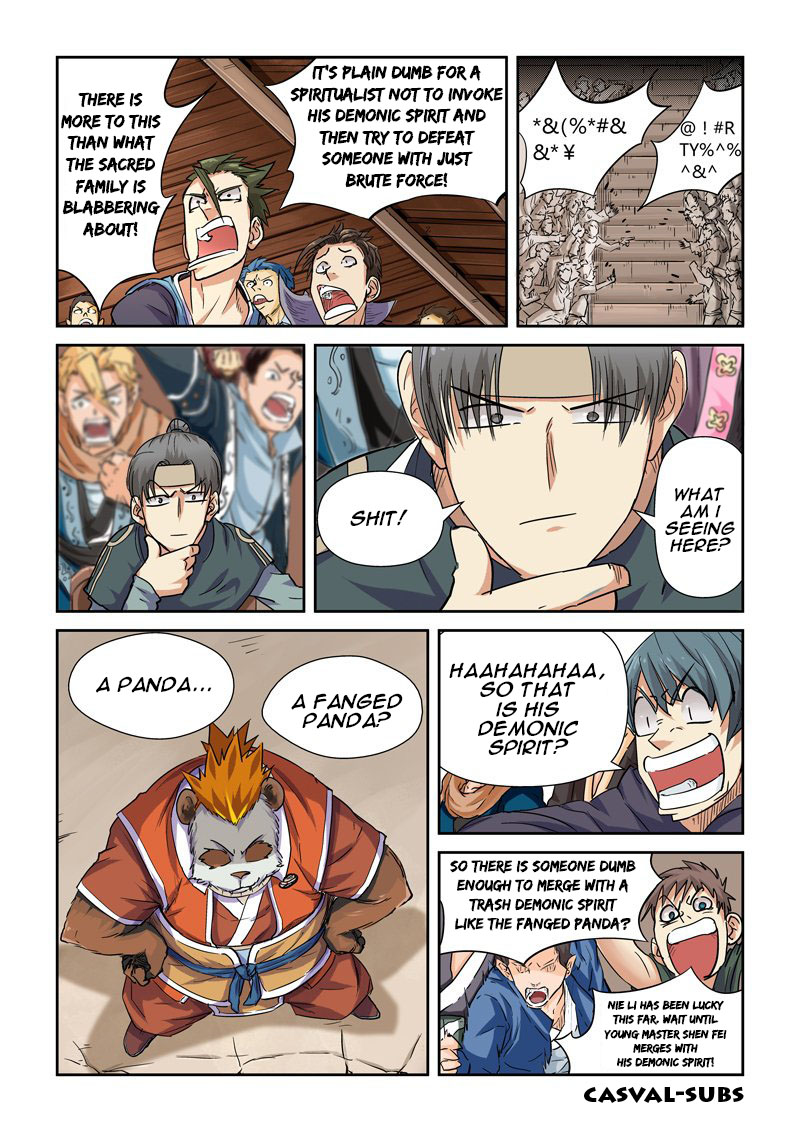 THERE IS
MORE TO THIS
THAN WHAT
THE SACRED
FAMILY IS
BLABBERING
ABOUT!
IT'S PLAIN DUMB FOR A
SPIRITUALIST NOT TO INVOKE
HIS DEMONIC SPIRIT AND
THEN TRY TO DEFEAT
SOMEONE WITH JUST
BRUTE FORCE!
*&(%*#&
&*¥
@!#R
TY%^%
^&^
SHIT!
WHAT
AM I
SEEING
HERE?
A PANDA...
A FANGED
PANDA?
HAAHAHAHAA,
SO THAT
IS HIS
DEMONIC
SPIRIT?
SO THERE IS SOMEONE DUMB
ENOUGH TO MERGE WITH A
TRASH DEMONIC SPIRIT
LIKE THE FANGED PANDA?
NIE LI HAS BEEN LUCKY
THIS FAR. WAIT UNTIL
YOUNG MASTER SHEN FEI
MERGES WITH
HIS DEMONIC SPIRIT!
CASVAL-SUBS